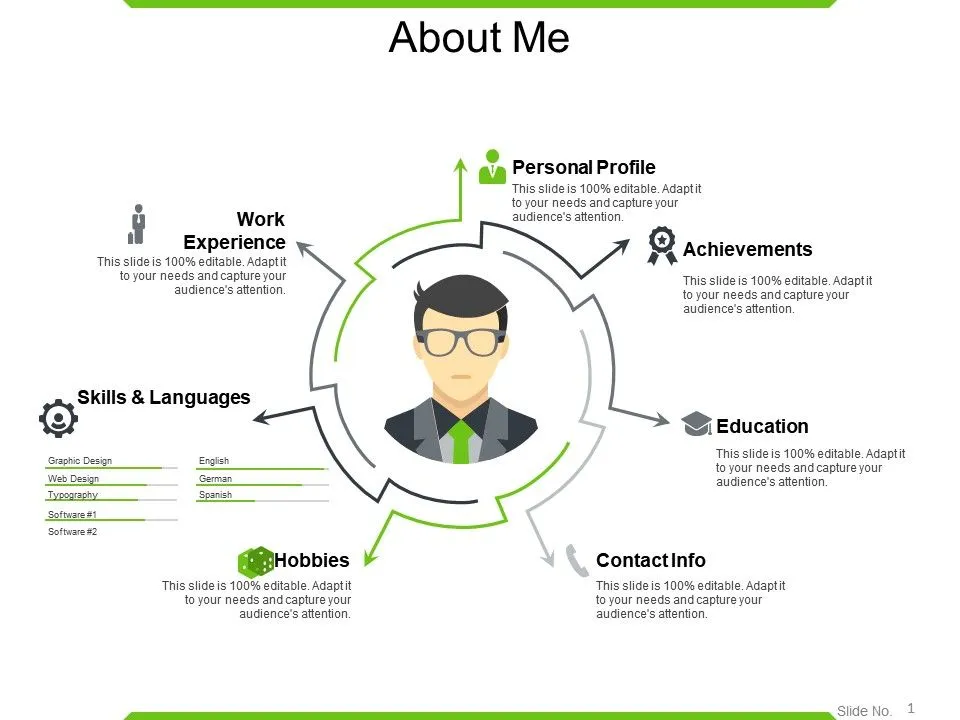 About Me
Personal Profile
This slide is 100% editable. Adapt it
to your needs and capture your
audience's attention.
Work
Experience
This slide is 100% editable. Adapt it
to your needs and capture your
audience's attention.
Achievements
This slide is 100% editable. Adapt it
to your needs and capture your
audience's attention.
Skills & Languages
Graphic Design
Web Design
Typography
Software #1
Software #2
English
German
Spanish
Education
This slide is 100% editable. Adapt it
to your needs and capture your
audience's attention.
Hobbies
This slide is 100% editable. Adapt it
to your needs and capture your
audience's attention.
Contact Info
This slide is 100% editable. Adapt it
to your needs and capture your
audience's attention.
Slide No. 1